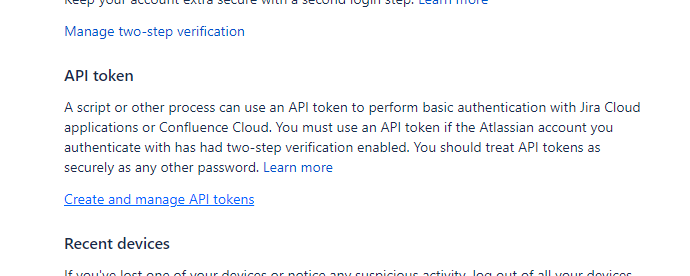 Keep your account extra secure with a second login step. Learn more
Manage two-step verification
API token
A script or other process can use an API token to perform basic authentication with Jira Cloud
applications or Confluence Cloud. You must use an API token if the Atlassian account you
authenticate with has had two-step verification enabled. You should treat API tokens as
securely as any other password. Learn more
Create and manage API tokens
Recent devices
If you've lost one of your devices or notice any suspicious activity, log out of all your devices